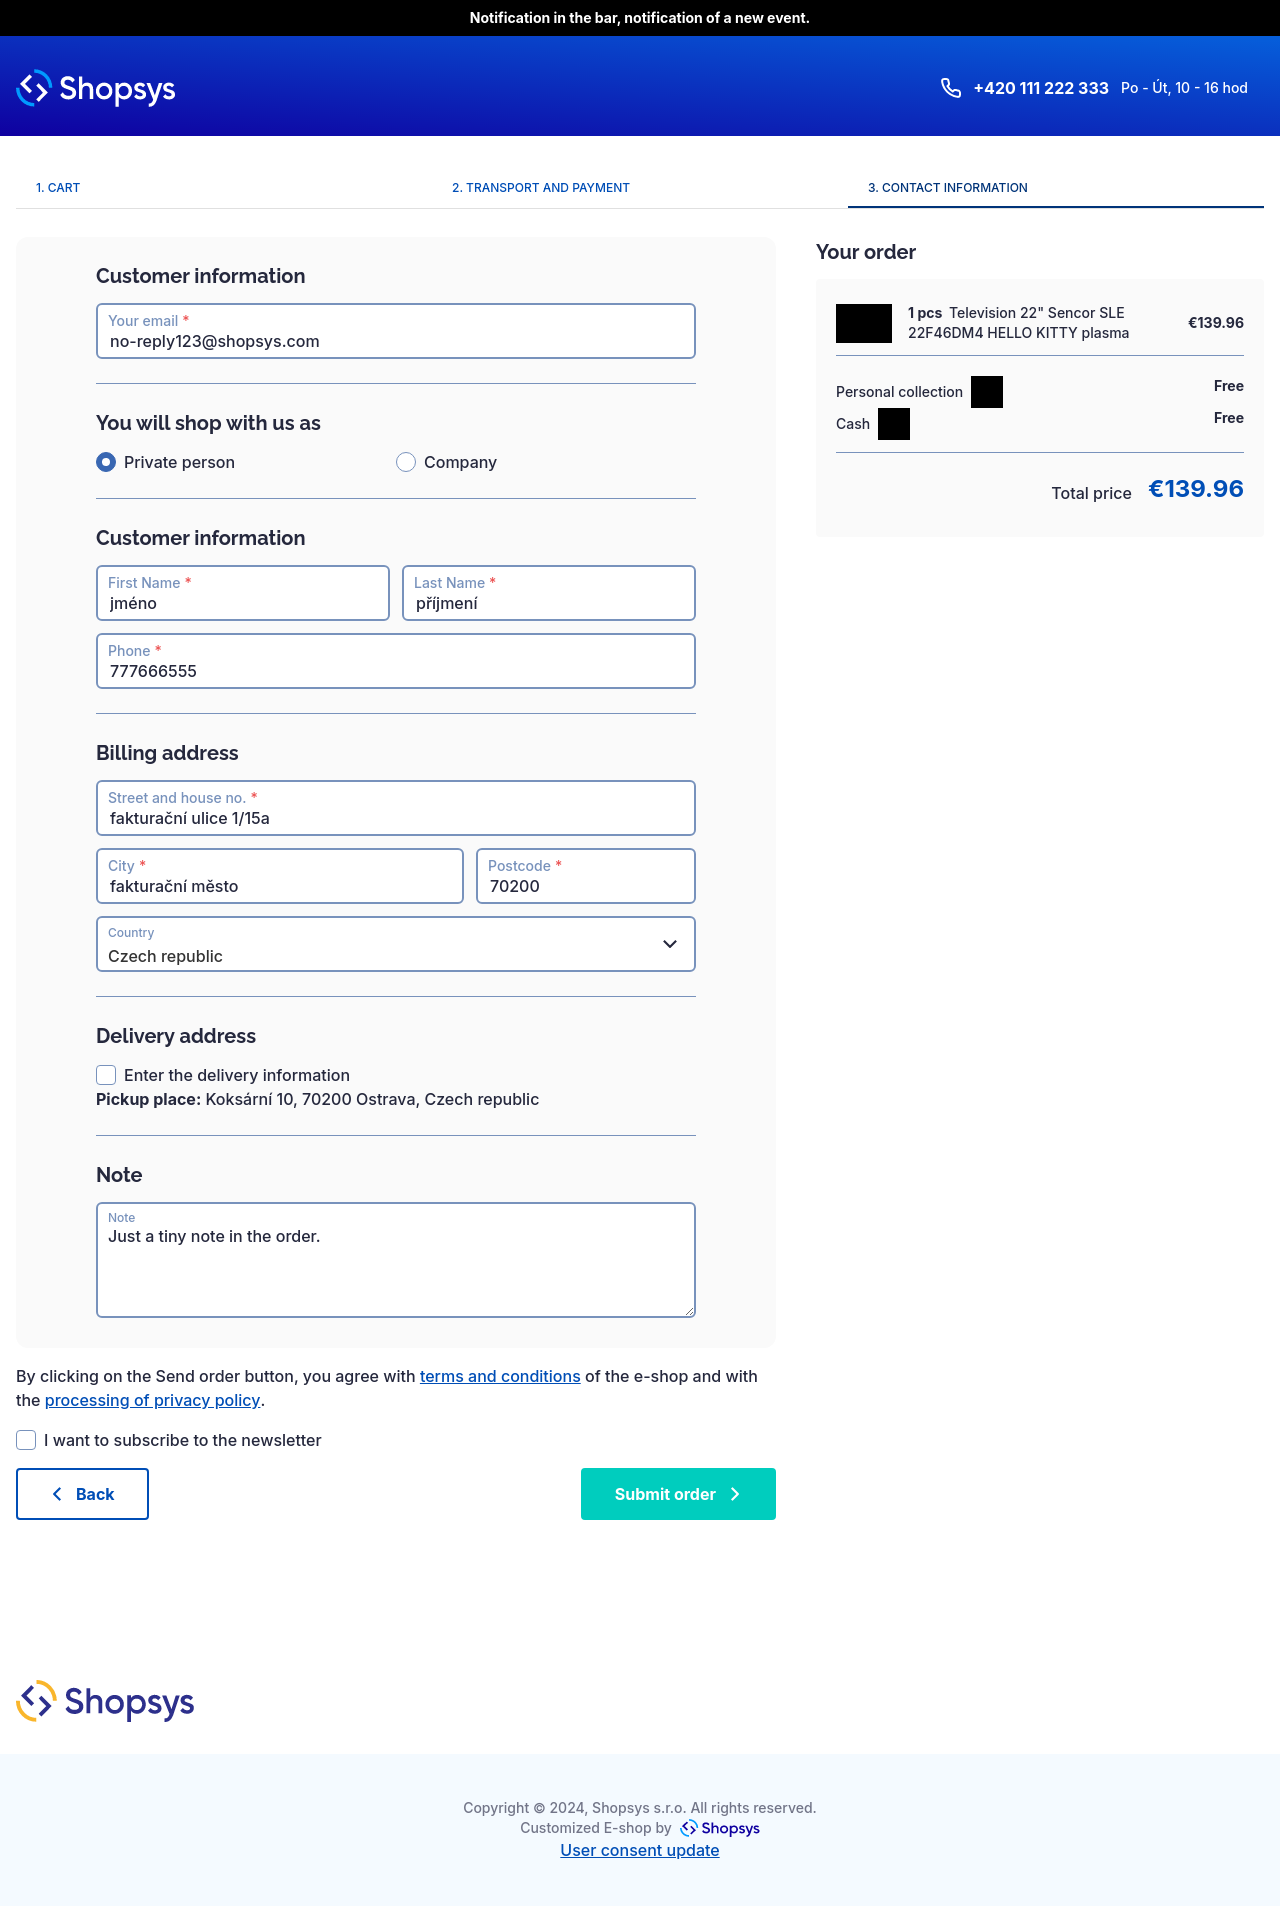 Notification in the bar, notification of a new event.
Shopsys
+420 111 222 333 Po - Út, 10 - 16 hod
1. CART
2. TRANSPORT AND PAYMENT
3. CONTACT INFORMATION
Customer information
Your email *
no-reply123@shopsys.com
You will shop with us as
Private person
Company
Customer information
First Name *
jméno
Last Name *
příjmení
Phone *
777666555
Billing address
Street and house no. *
fakturační ulice 1/15a
City *
fakturační město
Postcode *
70200
Country
Czech republic
Delivery address
Enter the delivery information
Pickup place: Koksární 10, 70200 Ostrava, Czech republic
Note
Note
Just a tiny note in the order.
By clicking on the Send order button, you agree with terms and conditions of the e-shop and with
the processing of privacy policy.
I want to subscribe to the newsletter
Back
Submit order
Your order
1 pcs Television 22" Sencor SLE
22F46DM4 HELLO KITTY plasma
€139.96
Personal collection
Free
Cash
Free
Total price €139.96
Shopsys
Copyright © 2024, Shopsys s.r.o. All rights reserved.
Customized E-shop by Shopsys
User consent update